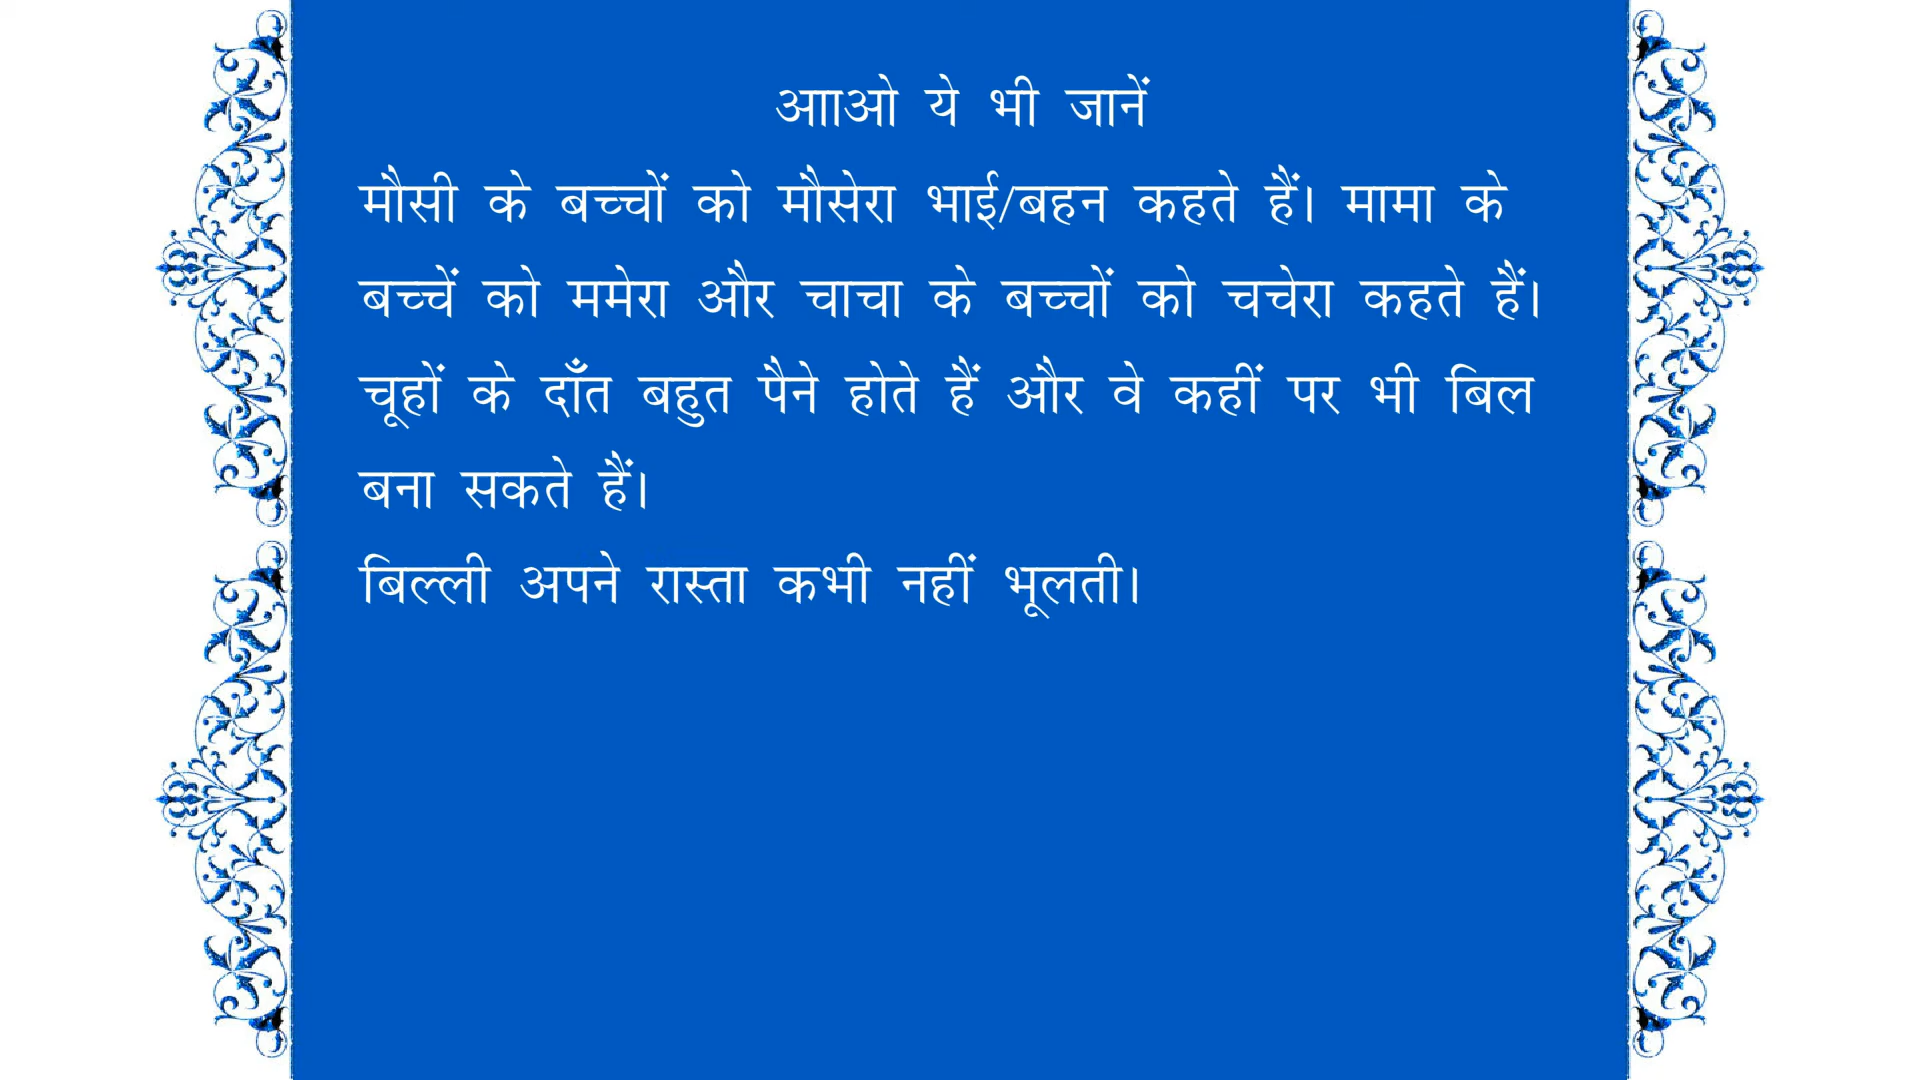 आाओ ये भी जानें
मौसी के बच्चों को मौसेरा भाई/बहन कहते हैं। मामा के
बच्चें को ममेरा और चाचा के बच्चों को चचेरा कहते हैं।
चूहों के दाँत बहुत पैने होते हैं और वे कहीं पर भी बिल
बना सकते हैं।
बिल्ली अपने रास्ता कभी नहीं भूलती।